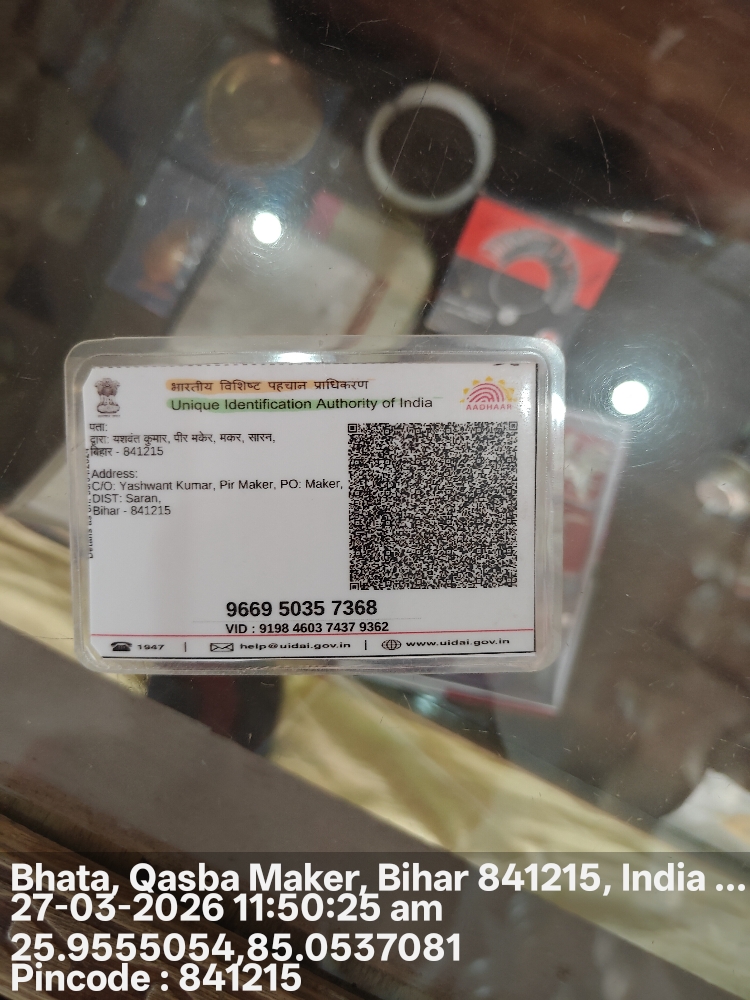 भारतीय विशिष्ट पहचान प्राधिकरण
Unique Identification Authority of India
AADHAAR
पता:
द्वारा: यशवंत कुमार, पीर मकेर, मकर, सारन,
बिहार - 841215
Address:
C/O: Yashwant Kumar, Pir Maker, PO: Maker,
DIST: Saran,
Bihar - 841215
9669 5035 7368
VID : 9198 4603 7437 9362
1947 | help@uidai.gov.in | www.uidai.gov.in
Bhata, Qasba Maker, Bihar 841215, India ...
27-03-2026 11:50:25 am
25.9555054,85.0537081
Pincode : 841215